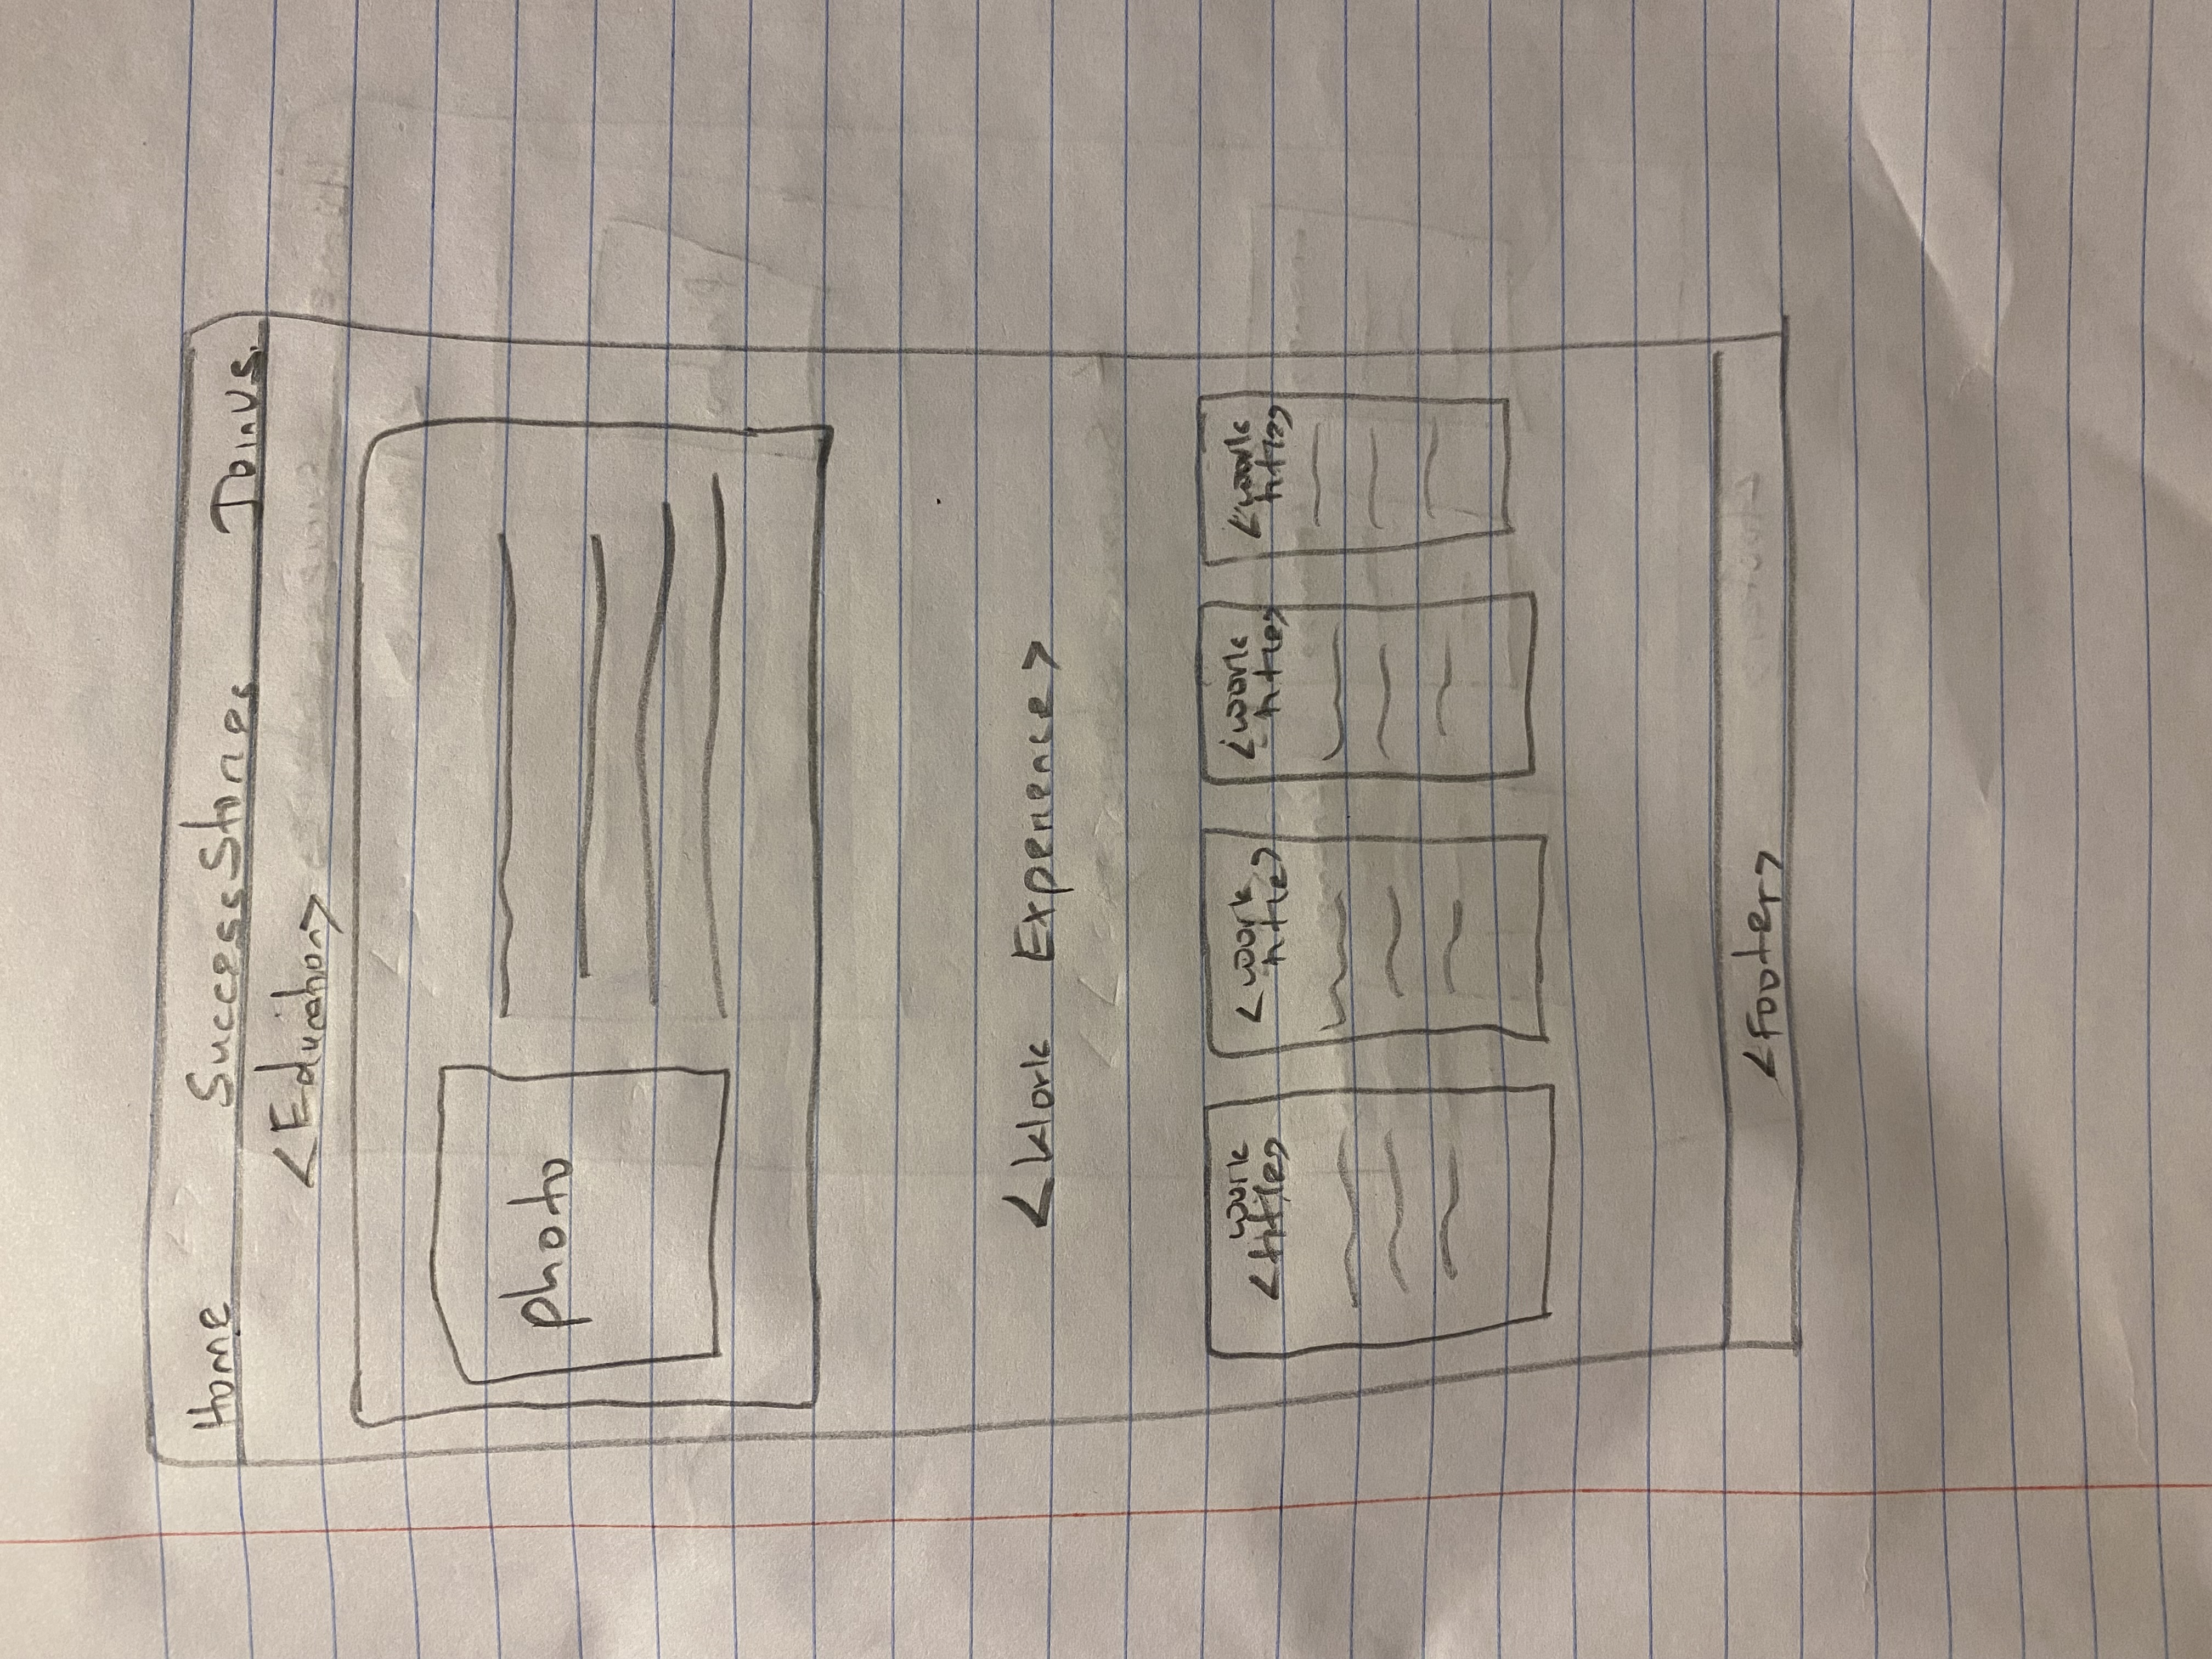 Home SuccessStories JoinUs.
<Education>
photo
<Work Experience>
work
<title>
<work
title>
<work
title>
<work
title>
<Footer>